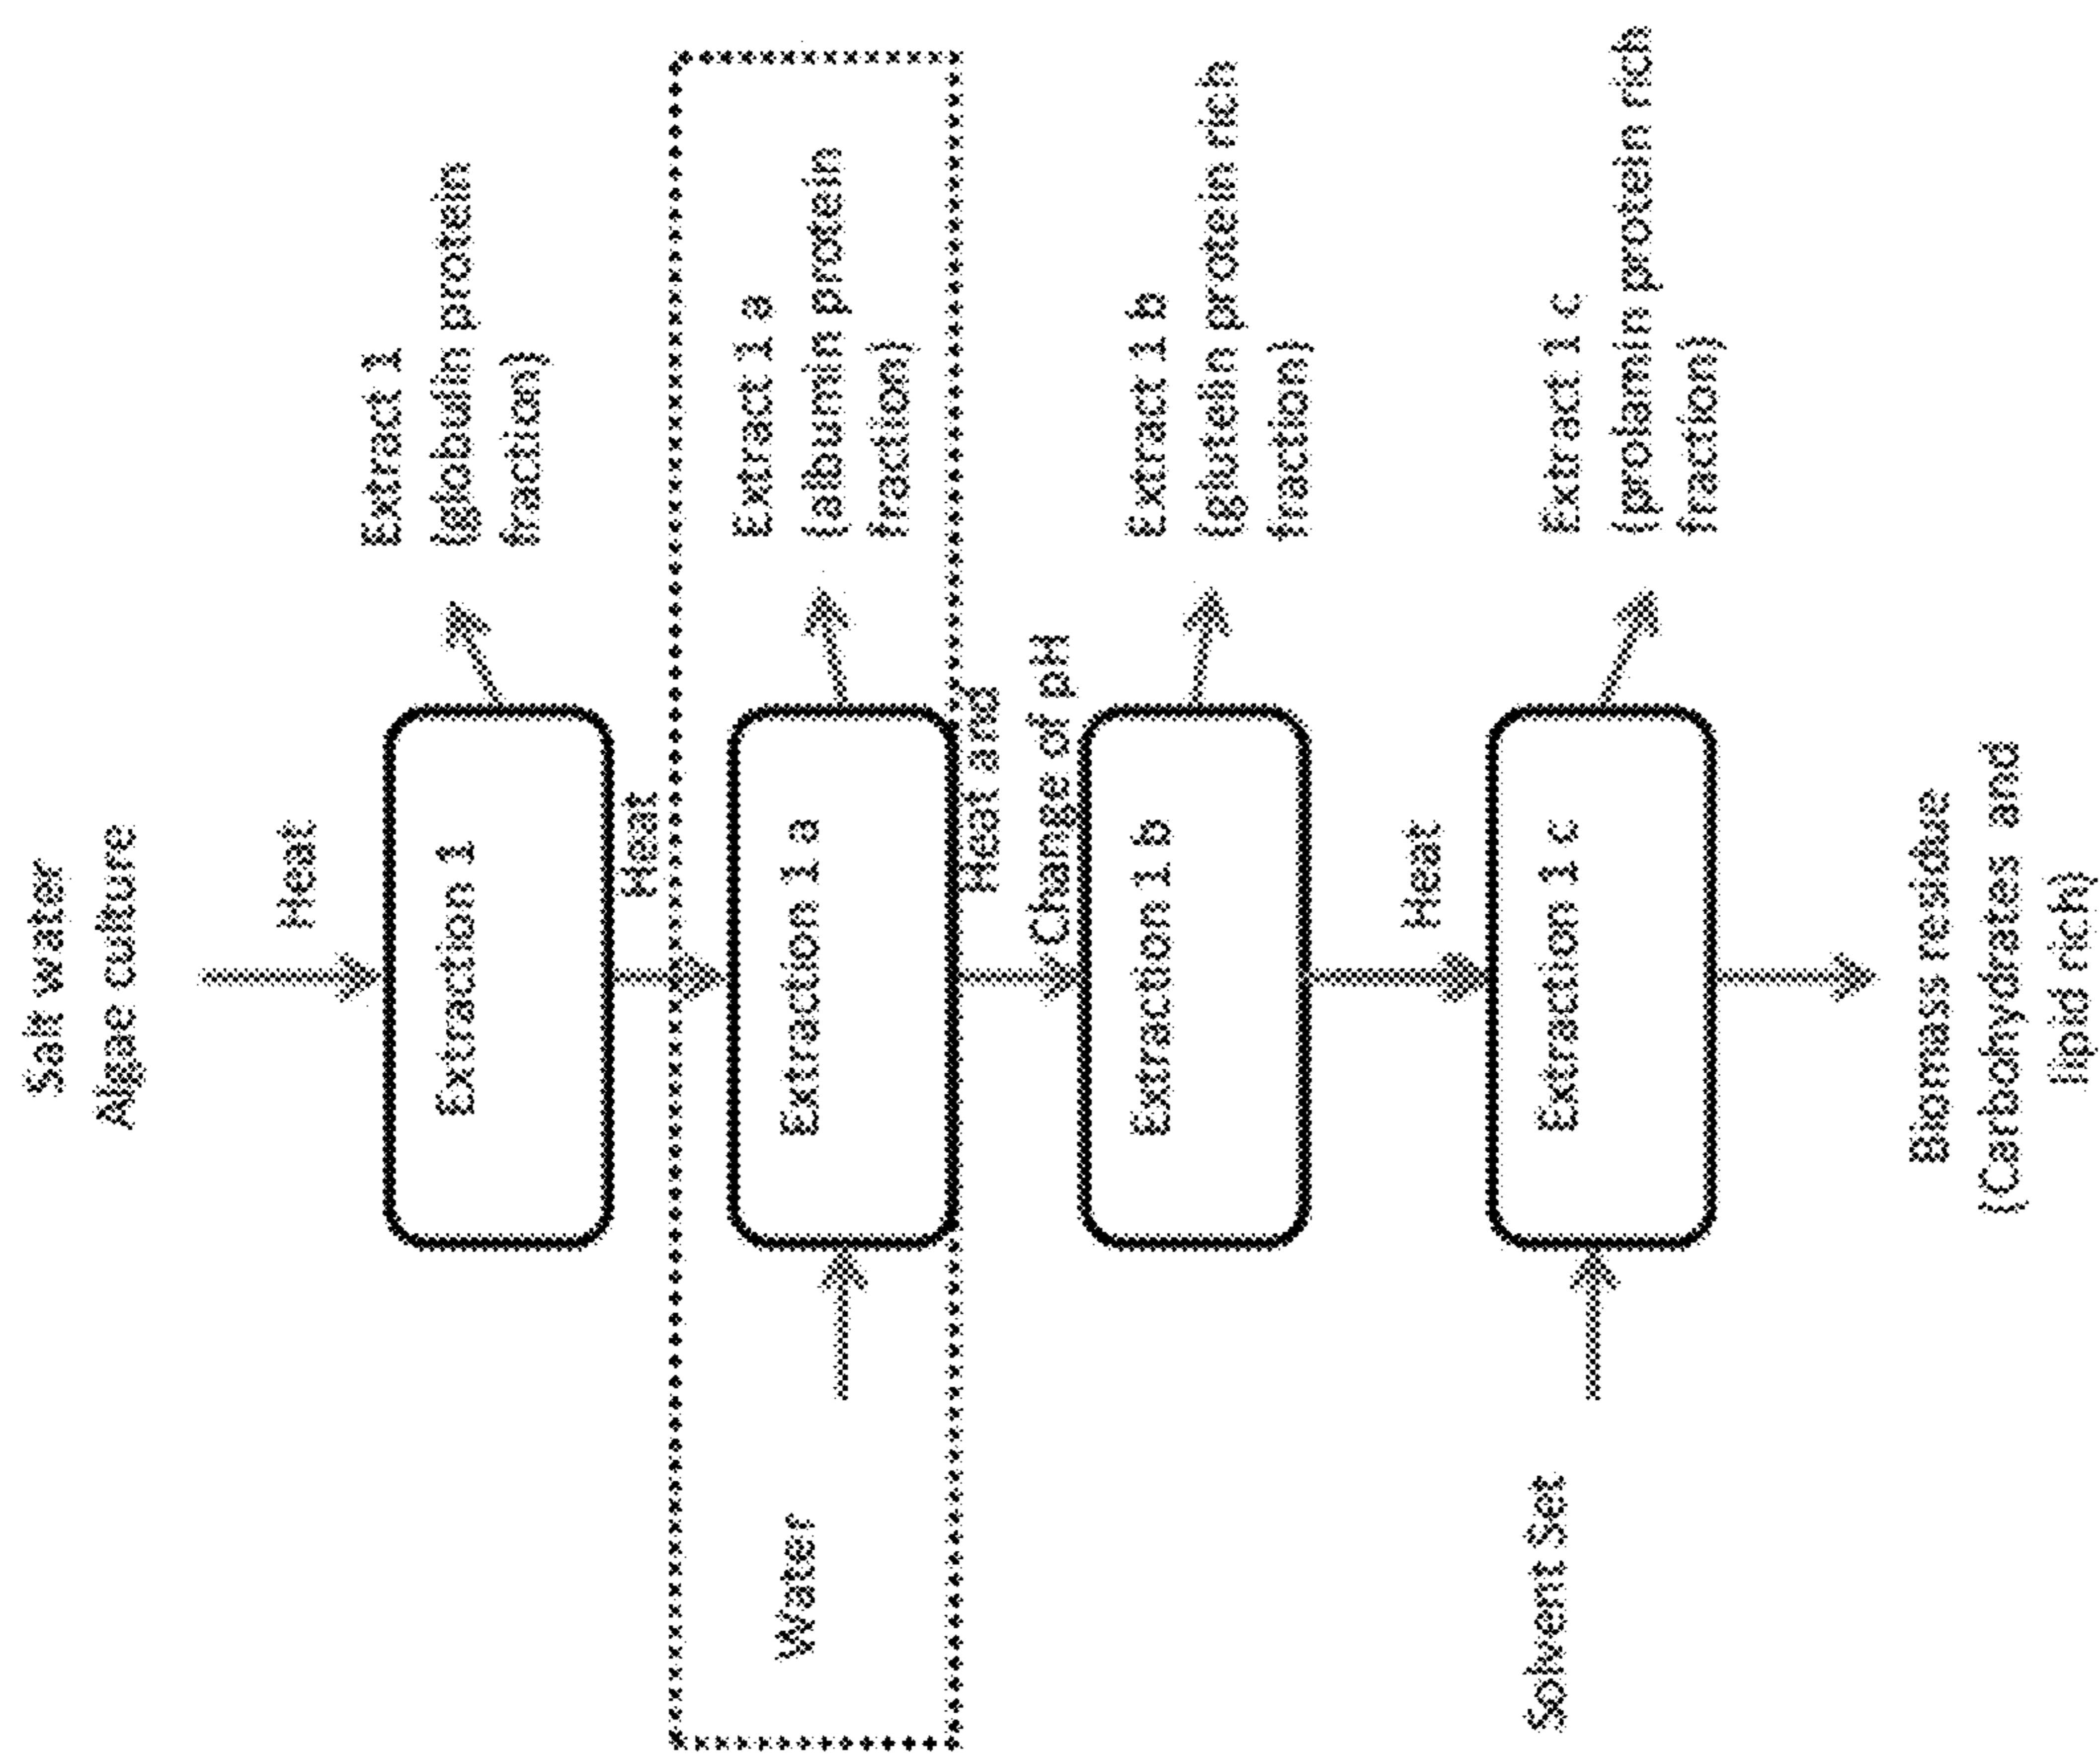 Salt water
Algae culture
Heat
Extraction 1
Extract 1
(globulin protein
fraction)
Heat
Water
Extraction 1 a
Extract 1 a
(albumin protein
fraction)
Heat and
Change of pH
Extraction 1 b
Extract 1 b
(glutelin protein rich
fraction)
Heat
Solvent Set
Extraction 1 c
Extract 1 c
(prolamin protein rich
fraction)
Biomass residue
(Carbohydrates and
lipid rich)